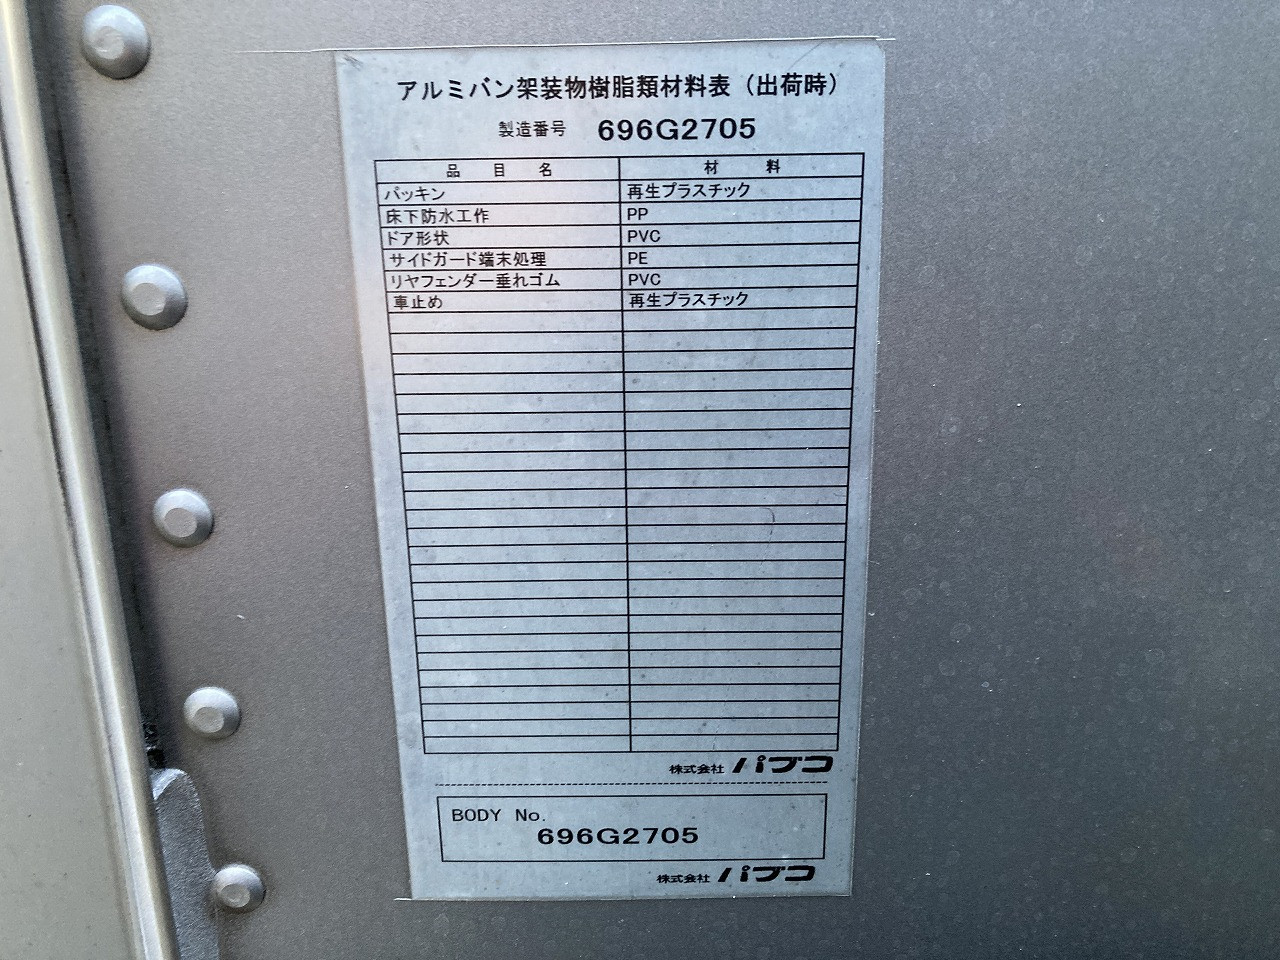 アルミバン架装物樹脂類材料表（出荷時）
製造番号 696G2705
品目名 材料
パッキン 再生プラスチック
床下防水工作 PP
ドア形状 PVC
サイドガード端末処理 PE
リヤフェンダー垂れゴム PVC
車止め 再生プラスチック
株式会社 パブコ
BODY No.
696G2705
株式会社 パブコ